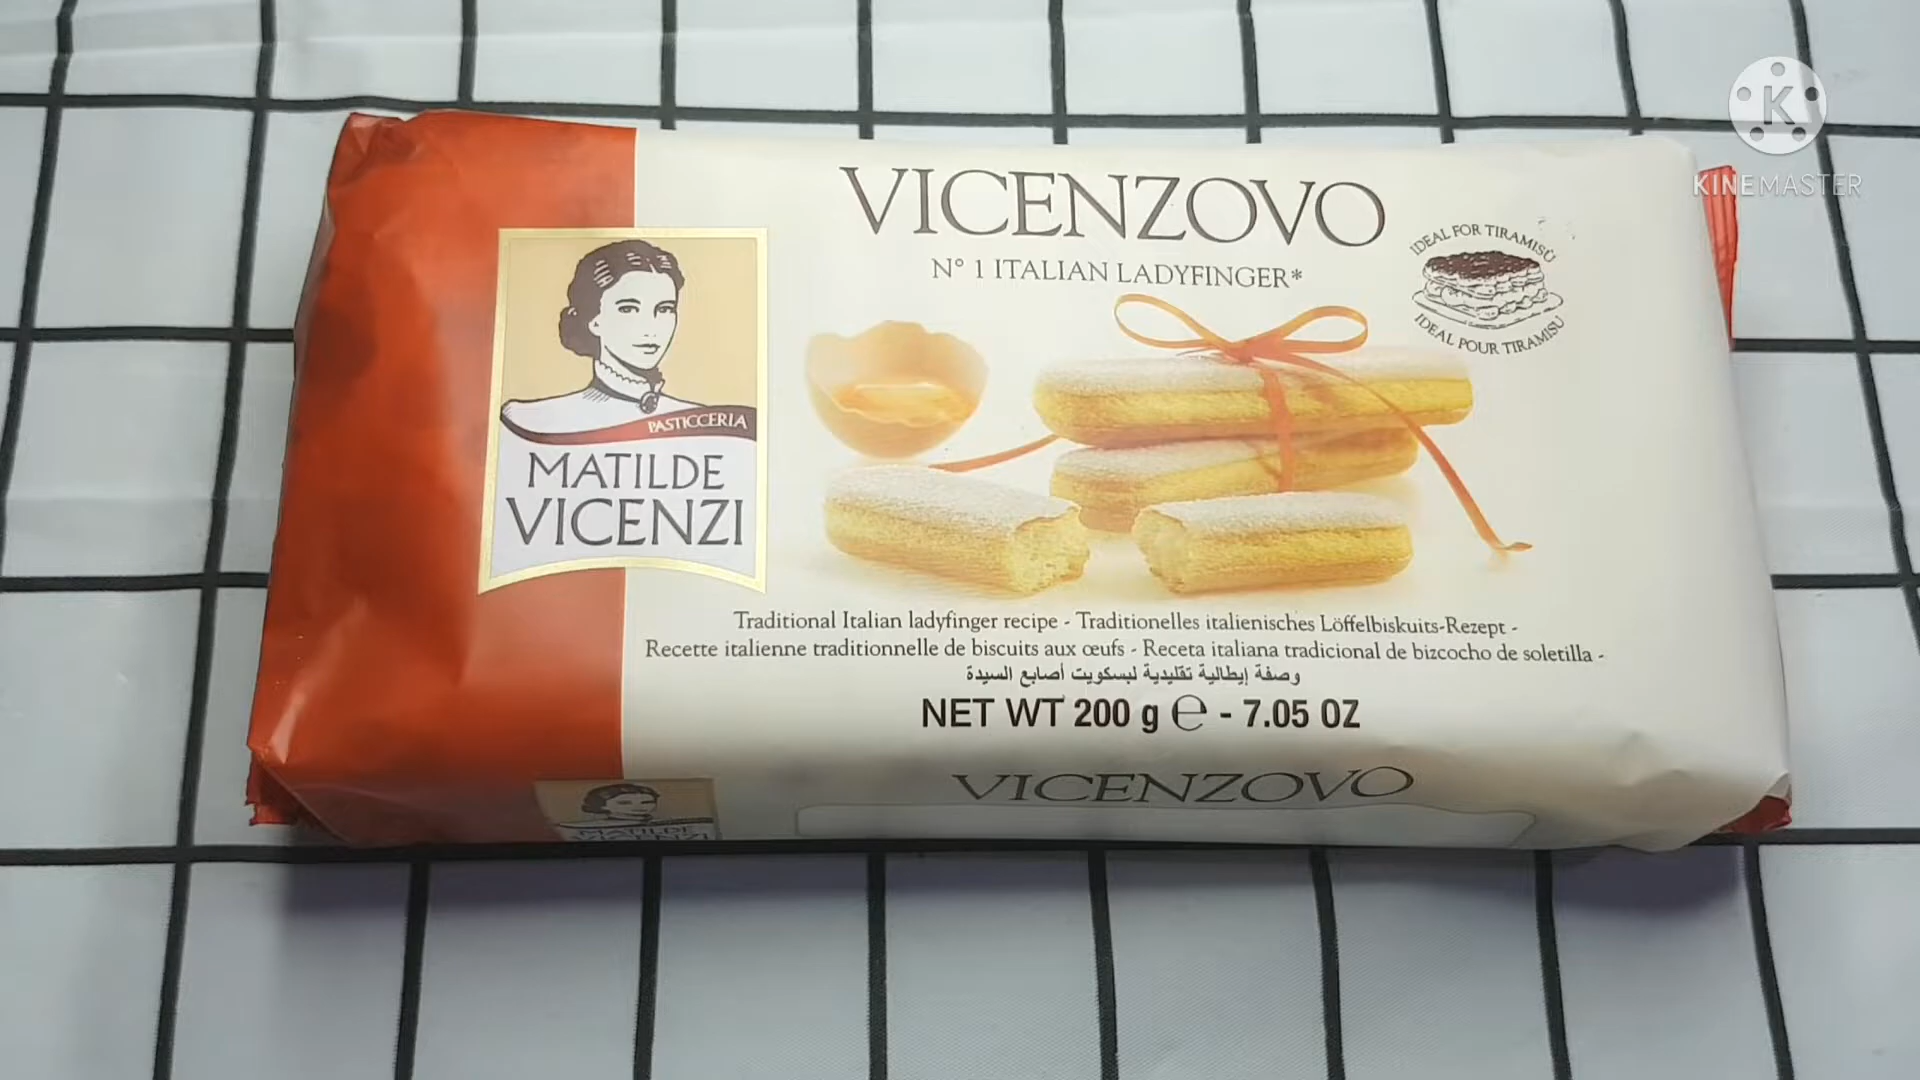 KINEMASTER
VICENZOVO
N° 1 ITALIAN LADYFINGER*
IDEAL FOR TIRAMISÙ
IDEAL POUR TIRAMISU
PASTICCERIA
MATILDE
VICENZI
Traditional Italian ladyfinger recipe - Traditionelles italienisches Löffelbiskuits-Rezept -
Recette italienne traditionnelle de biscuits aux œufs - Receta italiana tradicional de bizcocho de soletilla -
وصفة إيطالية تقليدية لبسكويت أصابع السيدة
NET WT 200 g ℮ - 7.05 OZ
VICENZOVO
MATILDE
VICENZI